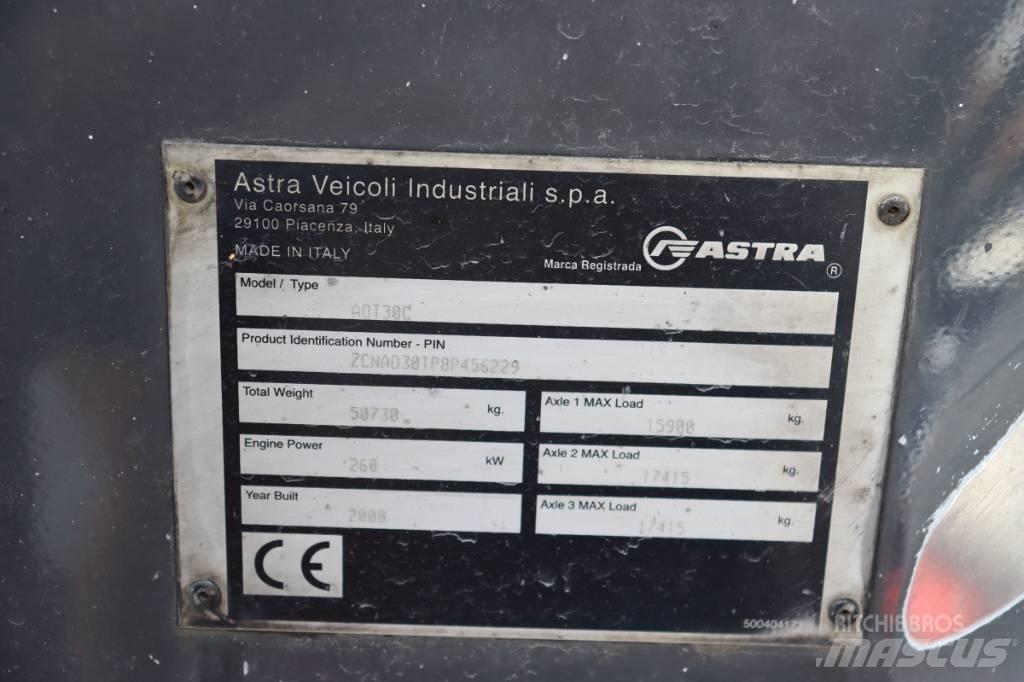 Astra Veicoli Industriali s.p.a.
Via Caorsana 79
29100 Piacenza, Italy
MADE IN ITALY
Marca Registrada ASTRA ®
Model / Type
ADT30C
Product Identification Number - PIN
ZCNAD30TP8P456229
Total Weight
50730 kg.
Axle 1 MAX Load
15900 kg.
Engine Power
260 kW
Axle 2 MAX Load
17415 kg.
Year Built
2008
Axle 3 MAX Load
17415 kg.
CE
RITCHIEBROS
MASCUS